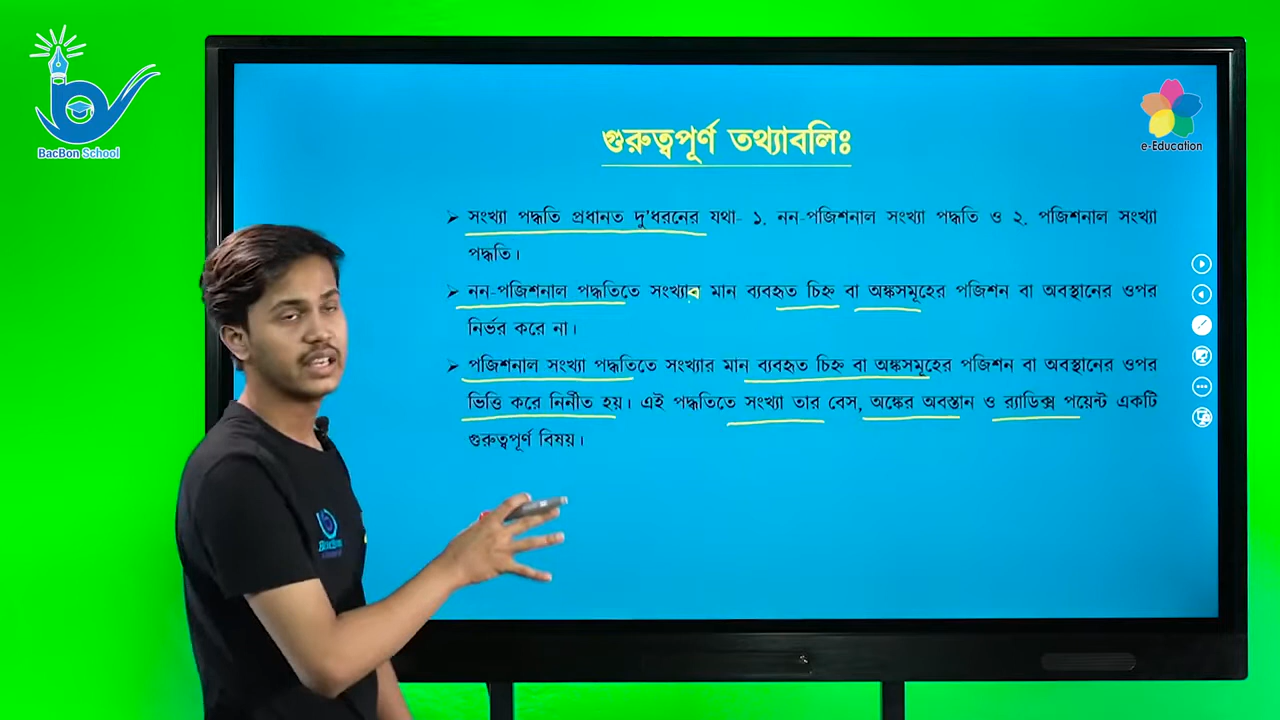 BacBon School
e-Education
গুরুত্বপূর্ণ তথ্যাবলিঃ
➢ সংখ্যা পদ্ধতি প্রধানত দু'ধরনের যথা- ১. নন-পজিশনাল সংখ্যা পদ্ধতি ও ২. পজিশনাল সংখ্যা
পদ্ধতি।
➢ নন-পজিশনাল পদ্ধতিতে সংখ্যাব মান ব্যবহৃত চিহ্ন বা অঙ্কসমূহের পজিশন বা অবস্থানের ওপর
নির্ভর করে না।
➢ পজিশনাল সংখ্যা পদ্ধতিতে সংখ্যার মান ব্যবহৃত চিহ্ন বা অঙ্কসমূহের পজিশন বা অবস্থানের ওপর
ভিত্তি করে নির্নীত হয়। এই পদ্ধতিতে সংখ্যা তার বেস, অঙ্কের অবস্তান ও র‍্যাডিক্স পয়েন্ট একটি
গুরুত্বপূর্ণ বিষয়।